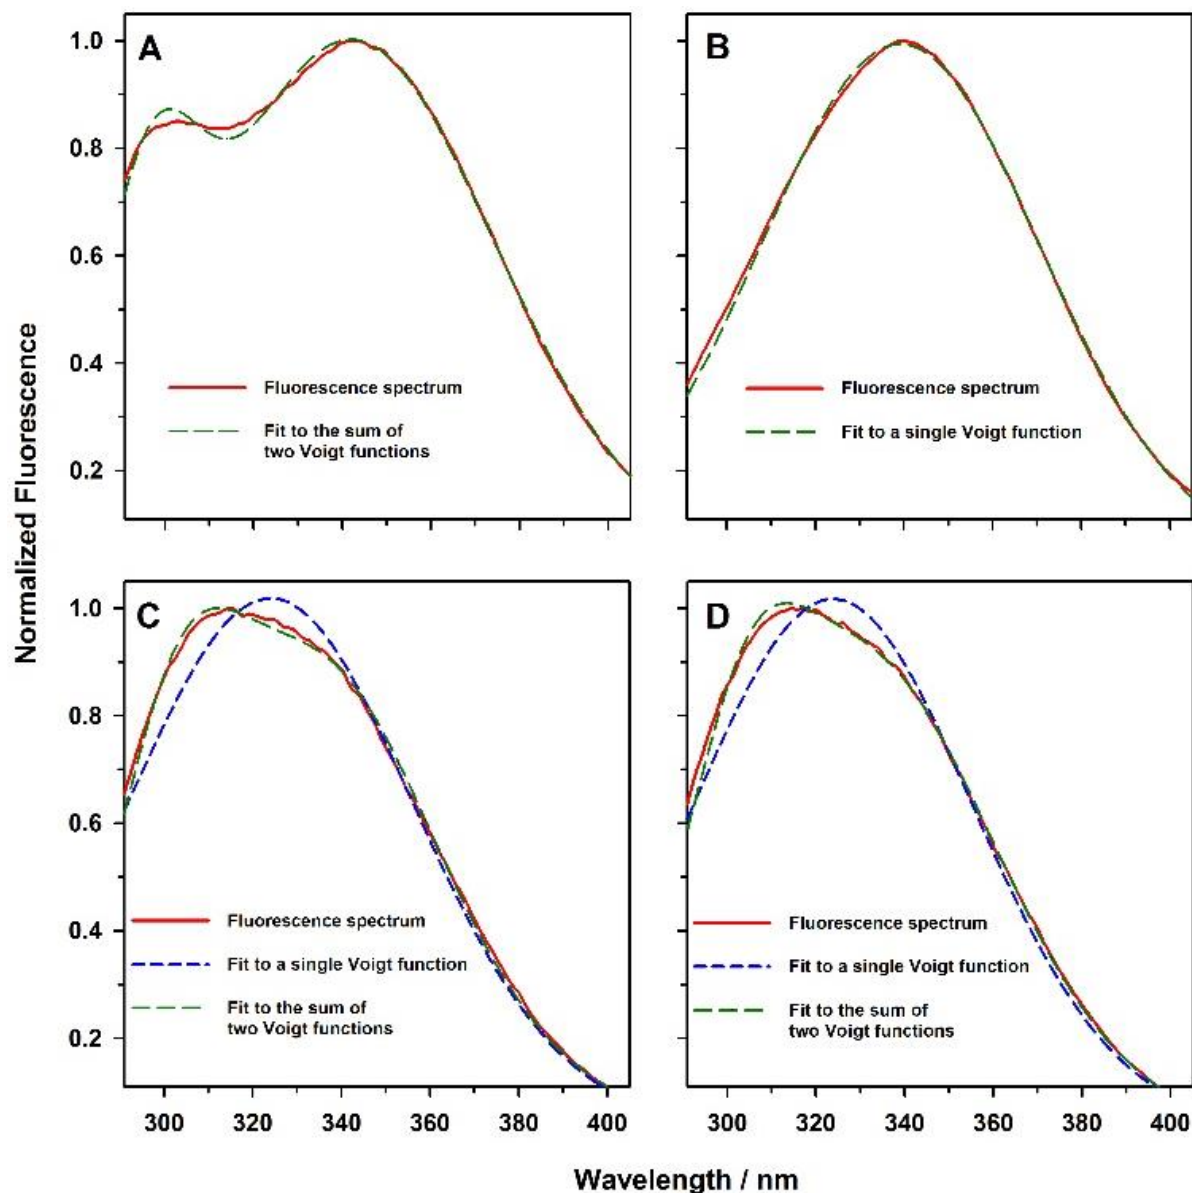 A
B
1.0
0.8
0.6
0.4
0.2
Fluorescence spectrum
Fit to the sum of
two Voigt functions
Fluorescence spectrum
Fit to a single Voigt function
Normalized Fluorescence
C
D
1.0
0.8
0.6
0.4
0.2
Fluorescence spectrum
Fit to a single Voigt function
Fit to the sum of
two Voigt functions
Fluorescence spectrum
Fit to a single Voigt function
Fit to the sum of
two Voigt functions
300 320 340 360 380 400
300 320 340 360 380 400
Wavelength / nm